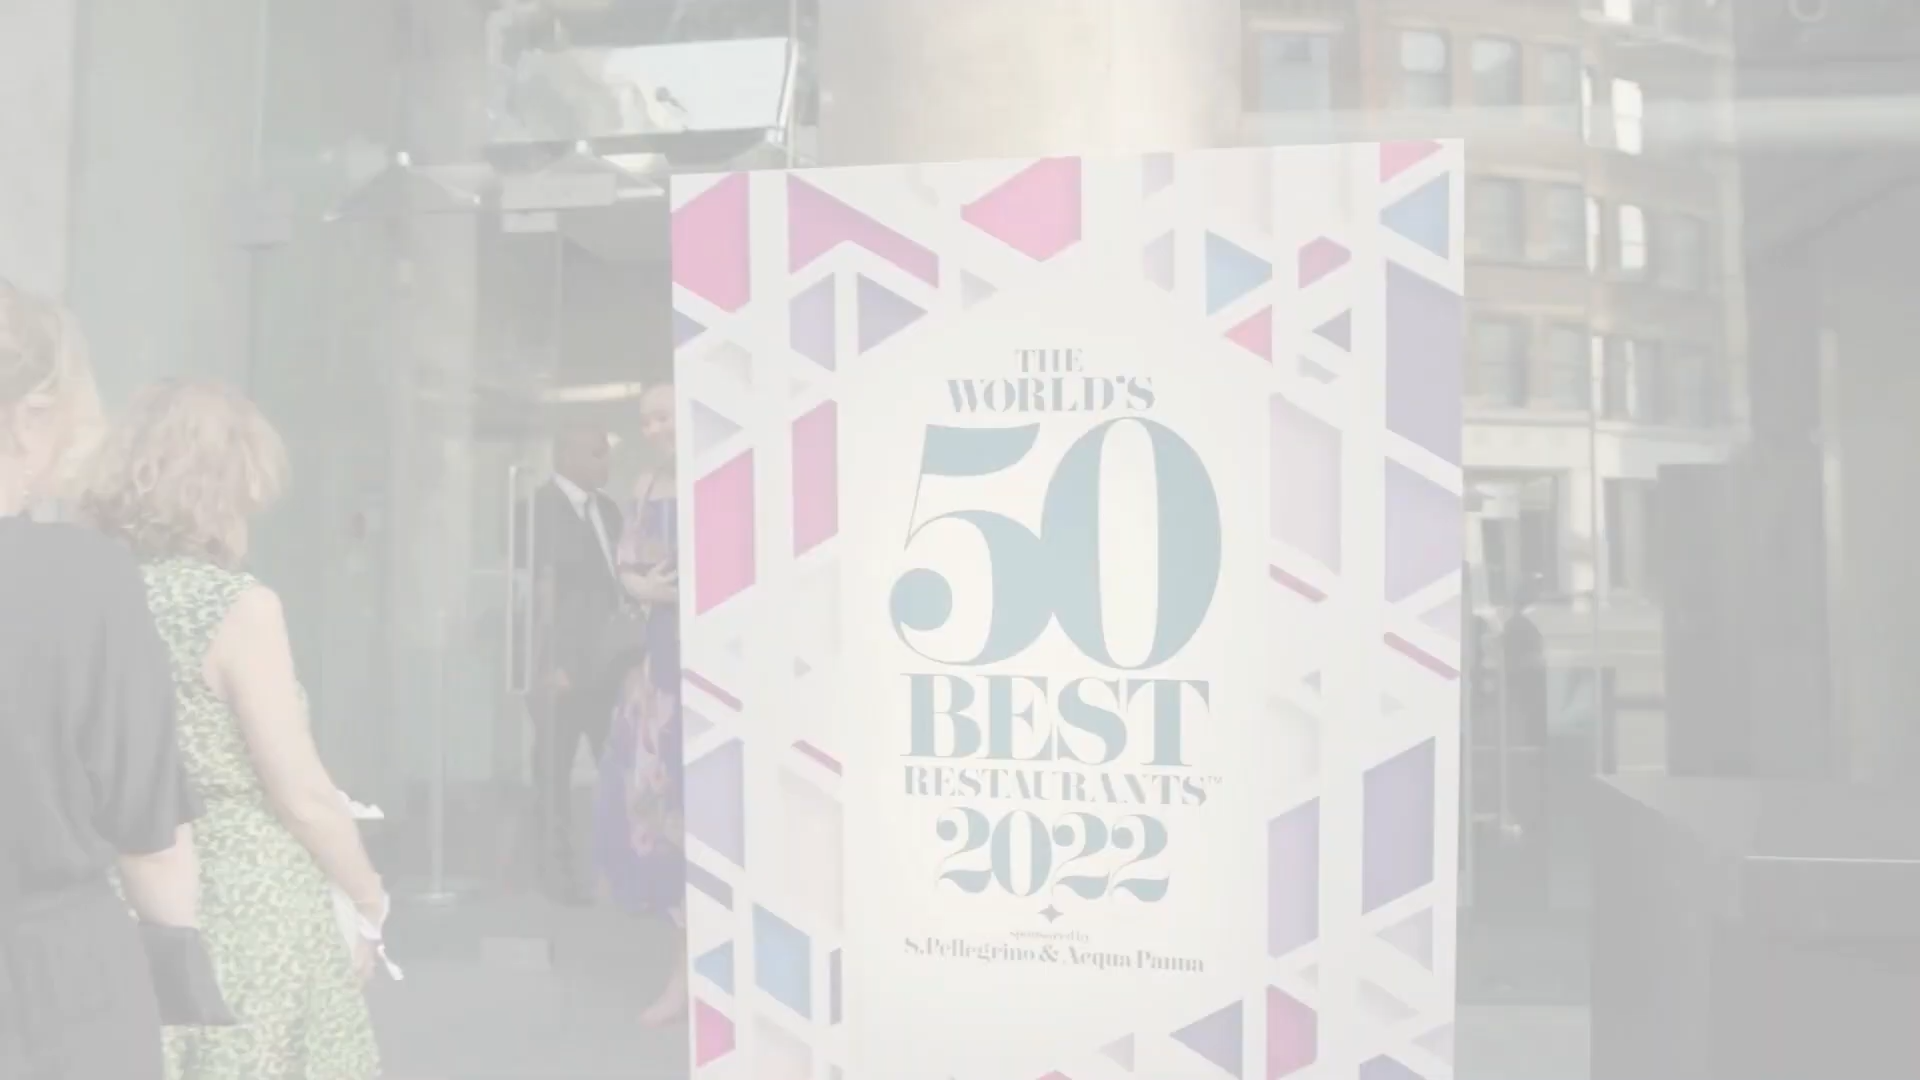 THE
WORLD'S
50
BEST
RESTAURANTS™
2022
sponsored by
S.Pellegrino & Acqua Panna